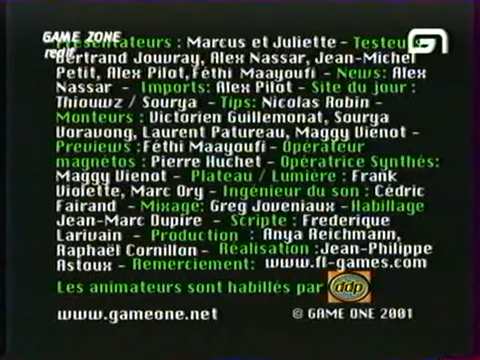 GAME ZONE
redif
Présentateurs : Marcus et Juliette - Testeurs
Bertrand Jouvray, Alex Nassar, Jean-Michel
Petit, Alex Pilot, Féthi Maayoufi - News: Alex
Nassar - Imports: Alex Pilot - Site du jour :
Thiouwz / Sourya - Tips: Nicolas Robin -
Monteurs : Victorien Guillemonat, Sourya
Voravong, Laurent Patureau, Maggy Vienot -
Previews : Féthi Maayoufi - Opérateur
magnétos : Pierre Huchet - Opératrice Synthés:
Maggy Vienot - Plateau / Lumière : Frank
Violette, Marc Ory - Ingénieur du son : Cédric
Fairand - Mixage: Greg Joveniaux - Habillage
Jean-Marc Dupire - Scripte : Frederique
Larivain - Production : Anya Reichmann,
Raphaël Cornillon - Réalisation : Jean-Philippe
Astoux - Remerciement: www.fl-games.com
Les animateurs sont habillés par ddp
www.gameone.net © GAME ONE 2001